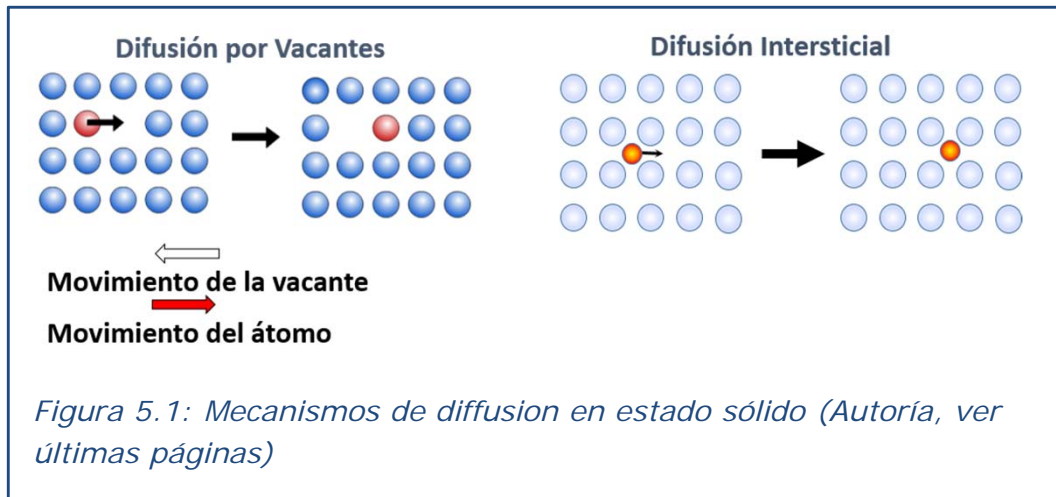 Difusión por Vacantes
Difusión Intersticial
Movimiento de la vacante
Movimiento del átomo
Figura 5.1: Mecanismos de diffusion en estado sólido (Autoría, ver
últimas páginas)